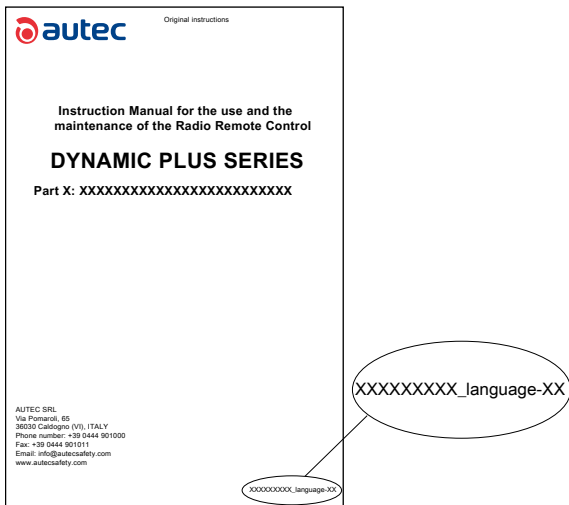 autec
Original instructions
Instruction Manual for the use and the
maintenance of the Radio Remote Control
DYNAMIC PLUS SERIES
Part X: XXXXXXXXXXXXXXXXXXXXXXXXX
AUTEC SRL
Via Pomaroli, 65
36030 Caldogno (VI), ITALY
Phone number: +39 0444 901000
Fax: +39 0444 901011
Email: info@autecsafety.com
www.autecsafety.com
XXXXXXXXX_language-XX
XXXXXXXXX_language-XX